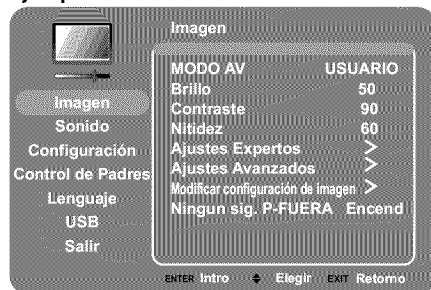 Imagen
MODO AV USUARIO
Brillo 50
Contraste 90
Nitidez 60
Ajustes Expertos >
Ajustes Avanzados >
Modificar configuración de imagen >
Ningun sig. P-FUERA Encend
Imagen
Sonido
Configuración
Control de Padres
Lenguaje
USB
Salir
ENTER Intro Elegir EXIT Retorno